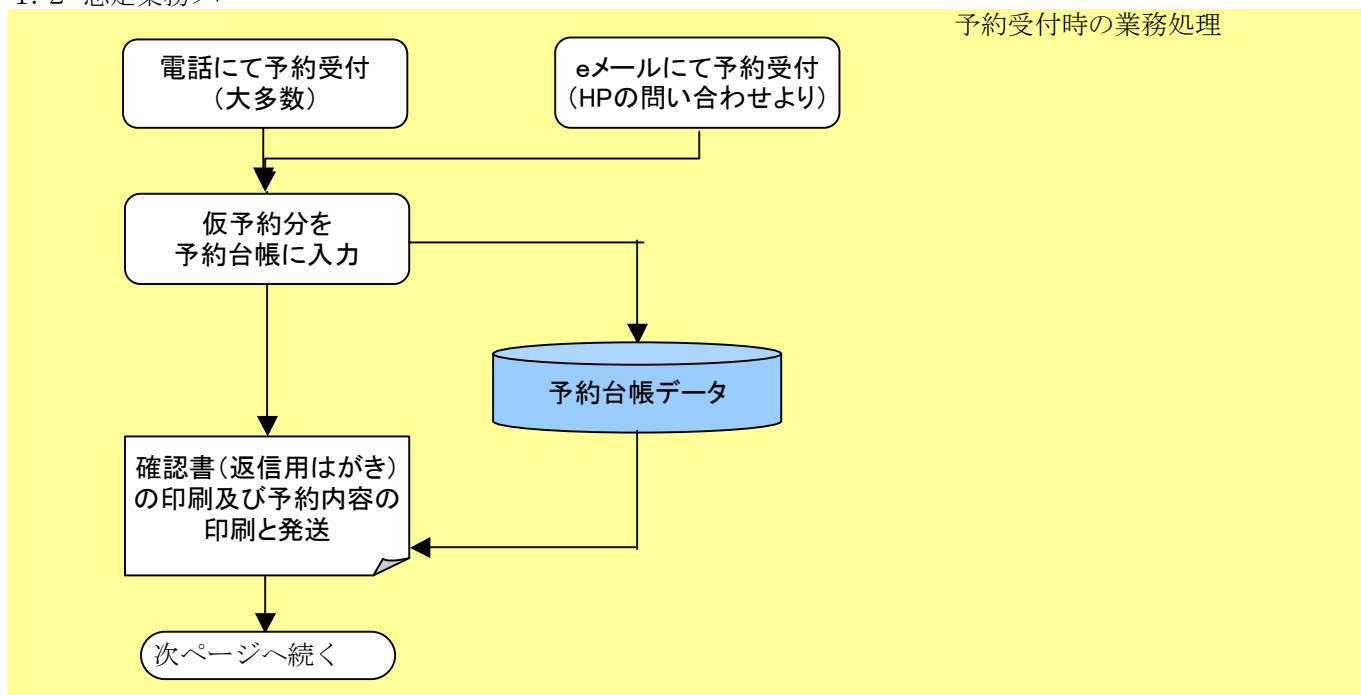 予約受付時の業務処理
電話にて予約受付
（大多数）
eメールにて予約受付
（HPの問い合わせより）
仮予約分を
予約台帳に入力
予約台帳データ
確認書（返信用はがき）
の印刷及び予約内容の
印刷と発送
次ページへ続く